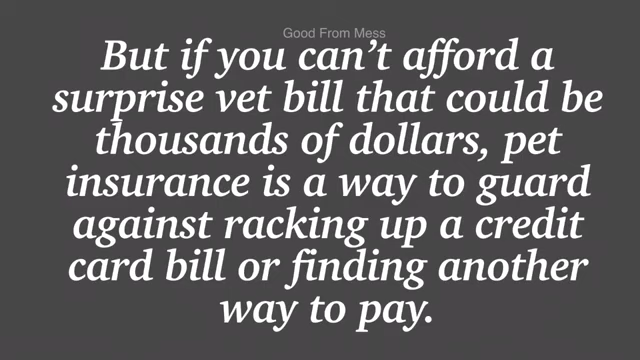 Good From Mess
But if you can’t afford a
surprise vet bill that could be
thousands of dollars, pet
insurance is a way to guard
against racking up a credit
card bill or finding another
way to pay.